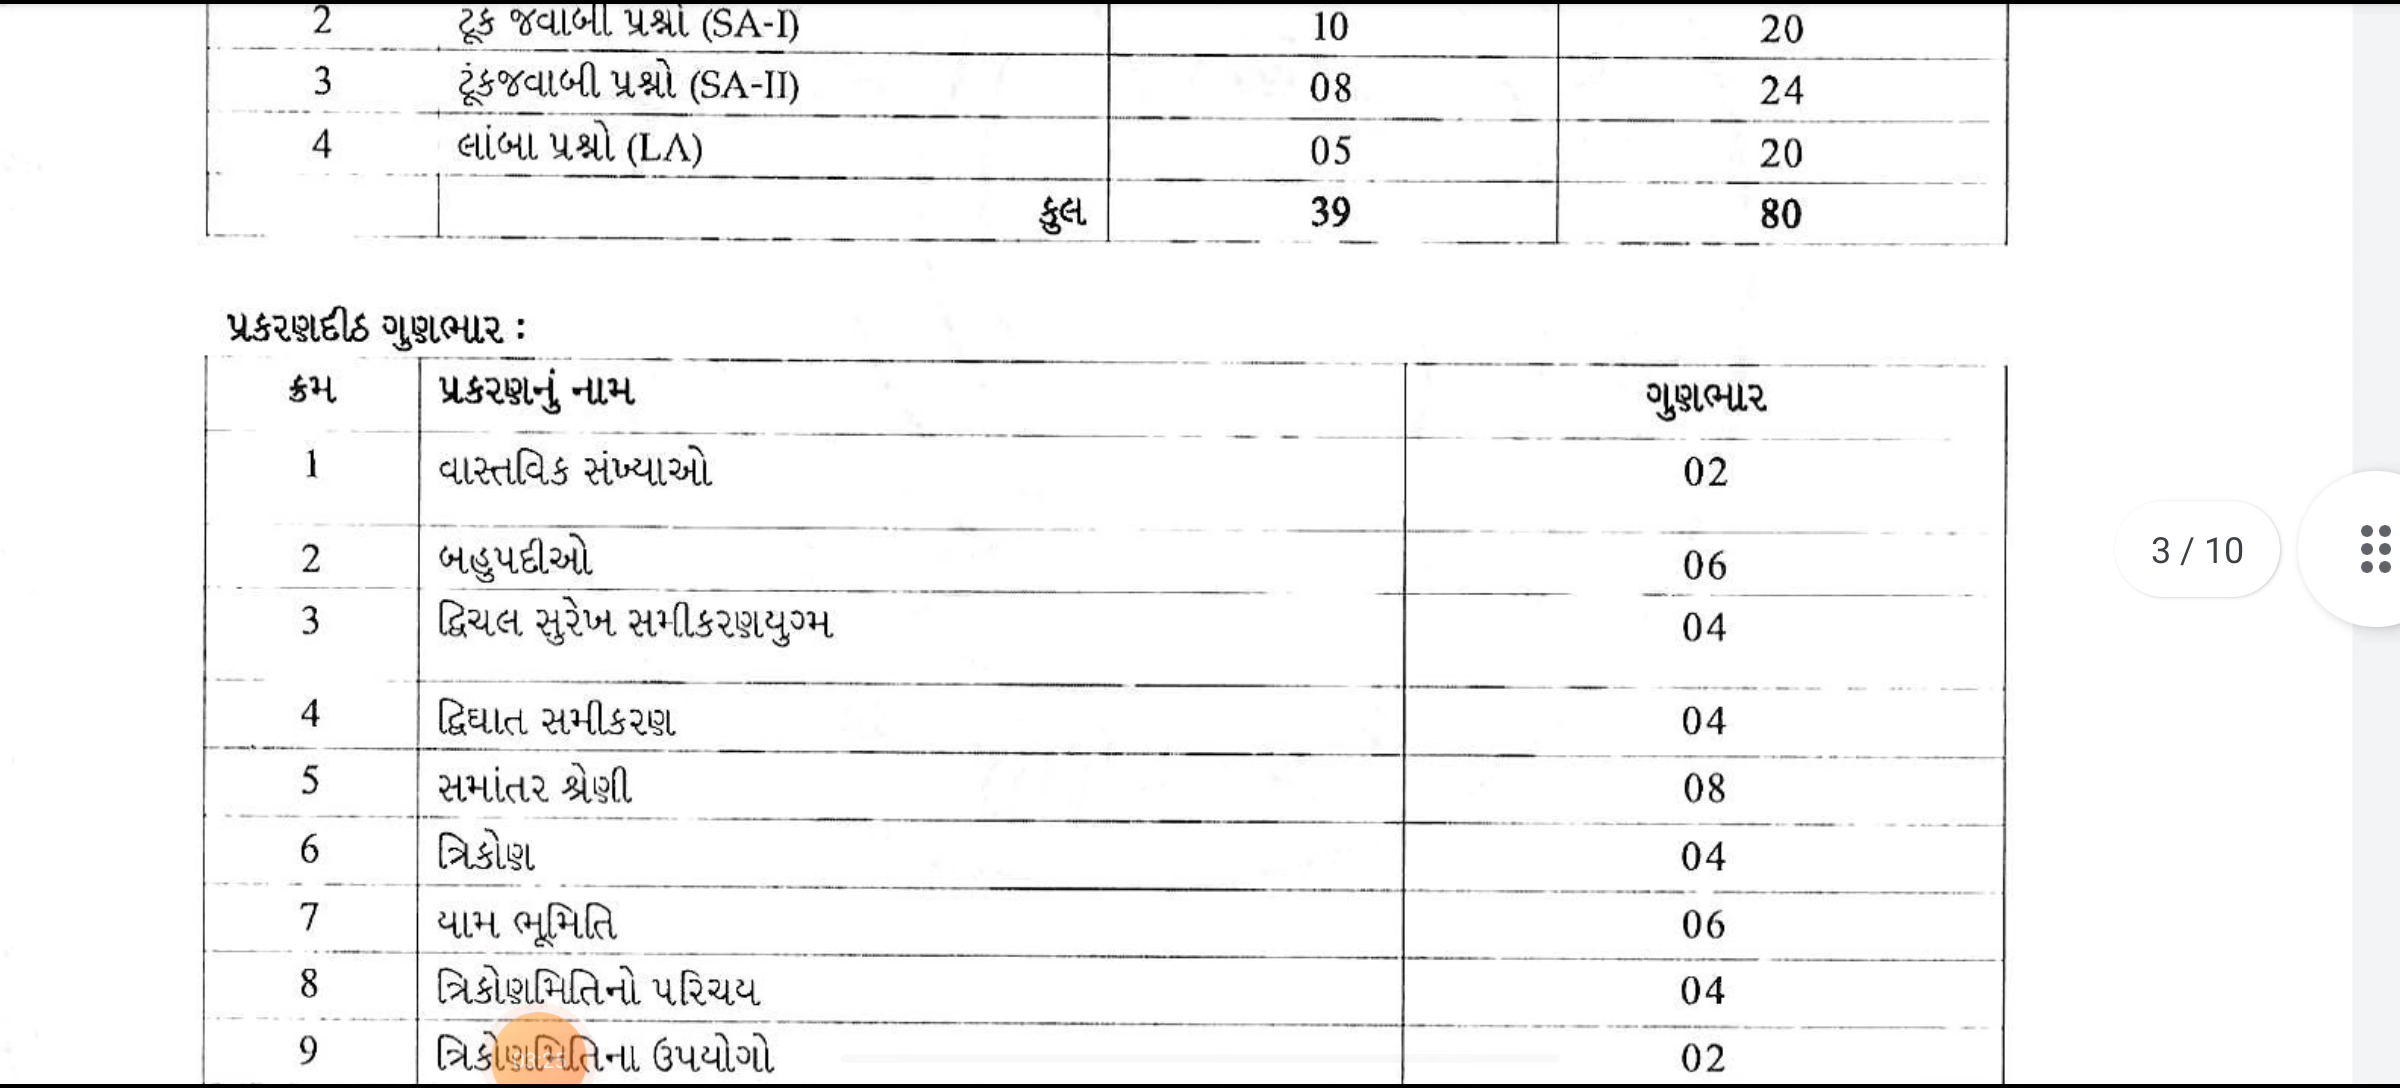 2 ટૂંક જવાબી પ્રશ્નો (SA-I) 10 20
3 ટૂંકજવાબી પ્રશ્નો (SA-II) 08 24
4 લાંબા પ્રશ્નો (LA) 05 20
કુલ 39 80
પ્રકરણદીઠ ગુણભાર :
ક્રમ પ્રકરણનું નામ ગુણભાર
1 વાસ્તવિક સંખ્યાઓ 02
2 બહુપદીઓ 06
3 દ્વિચલ સુરેખ સમીકરણયુગ્મ 04
3 / 10
4 દ્વિઘાત સમીકરણ 04
5 સમાંતર શ્રેણી 08
6 ત્રિકોણ 04
7 યામ ભૂમિતિ 06
8 ત્રિકોણમિતિનો પરિચય 04
9 ત્રિકોણમિતિના ઉપયોગો 02